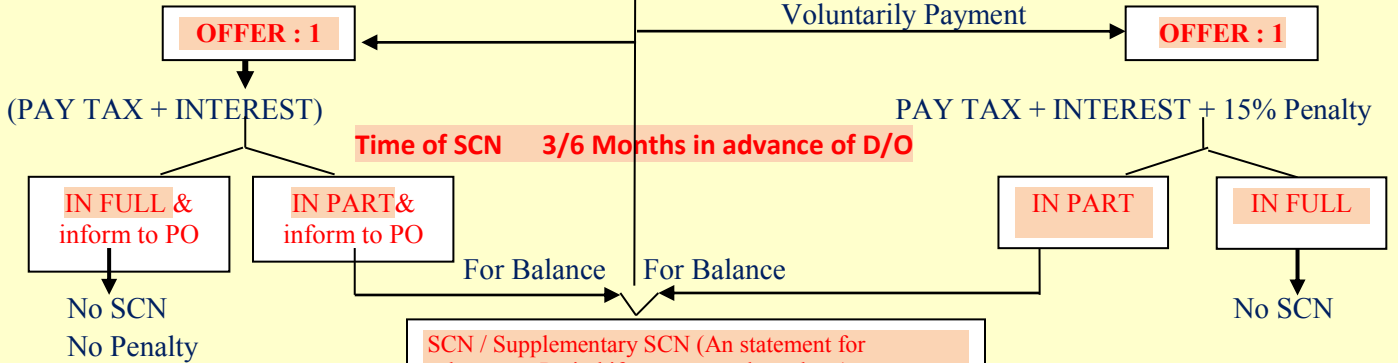 Voluntarily Payment
OFFER : 1
OFFER : 1
(PAY TAX + INTEREST)
PAY TAX + INTEREST + 15% Penalty
Time of SCN 3/6 Months in advance of D/O
IN FULL &
inform to PO
IN PART&
inform to PO
IN PART
IN FULL
For Balance
For Balance
No SCN
No Penalty
No SCN
SCN / Supplementary SCN (An statement for